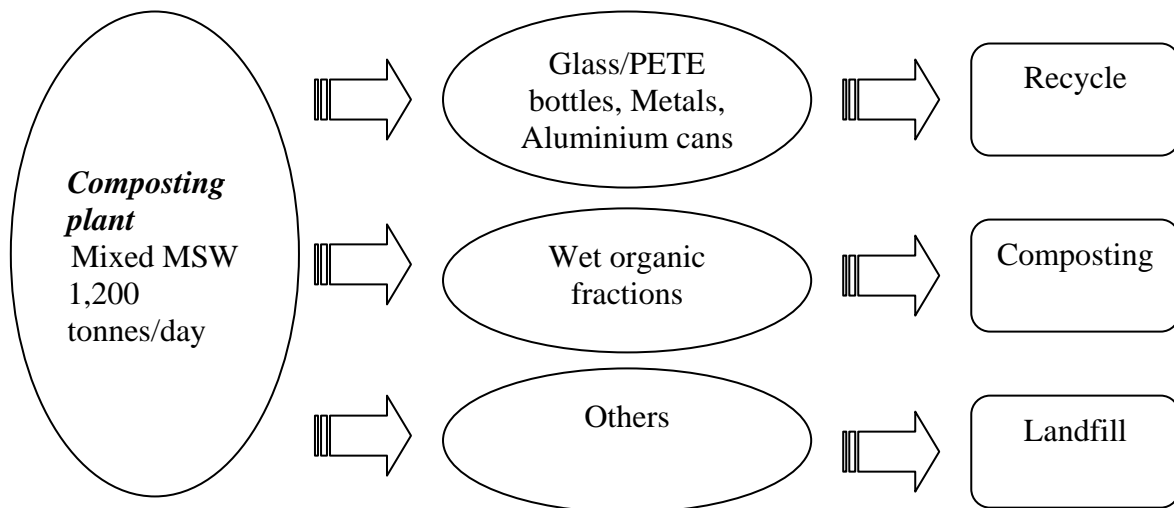 Composting
plant
Mixed MSW
1,200
tonnes/day
Glass/PETE
bottles, Metals,
Aluminium cans
Recycle
Wet organic
fractions
Composting
Others
Landfill